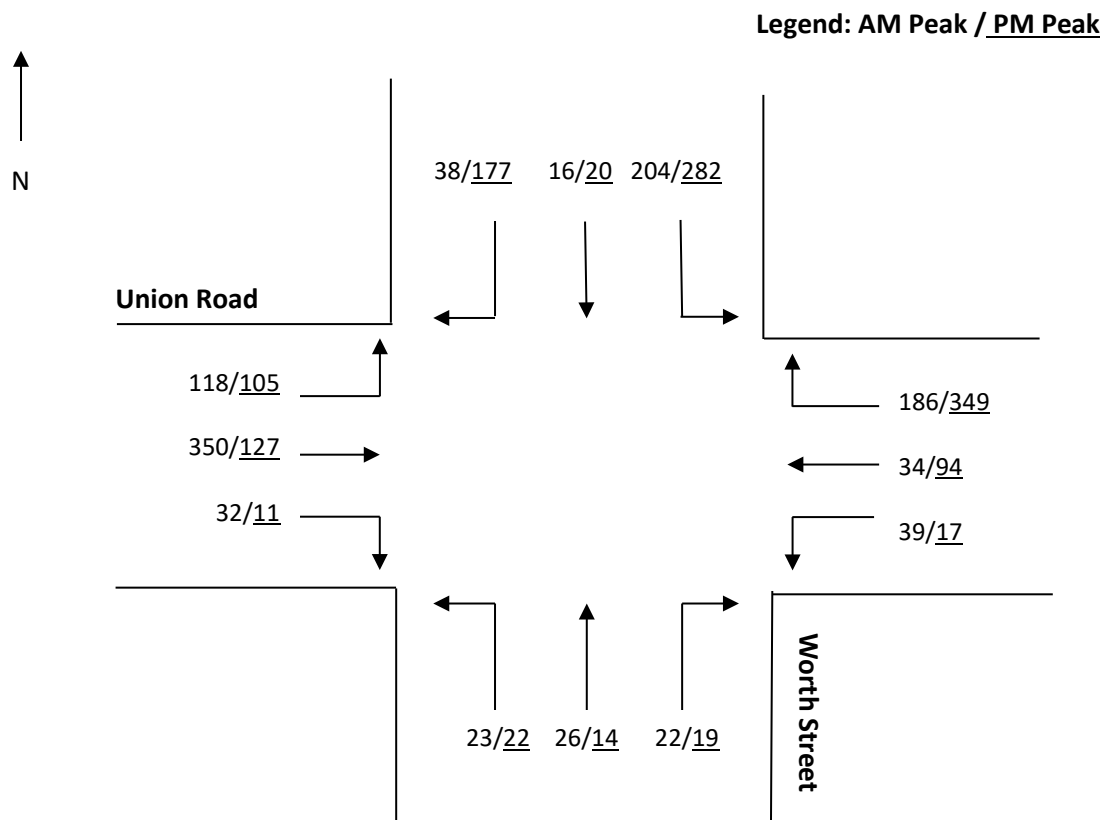 Legend: AM Peak / PM Peak
N
38/177 16/20 204/282
Union Road
118/105
186/349
350/127
34/94
32/11
39/17
Worth Street
23/22 26/14 22/19